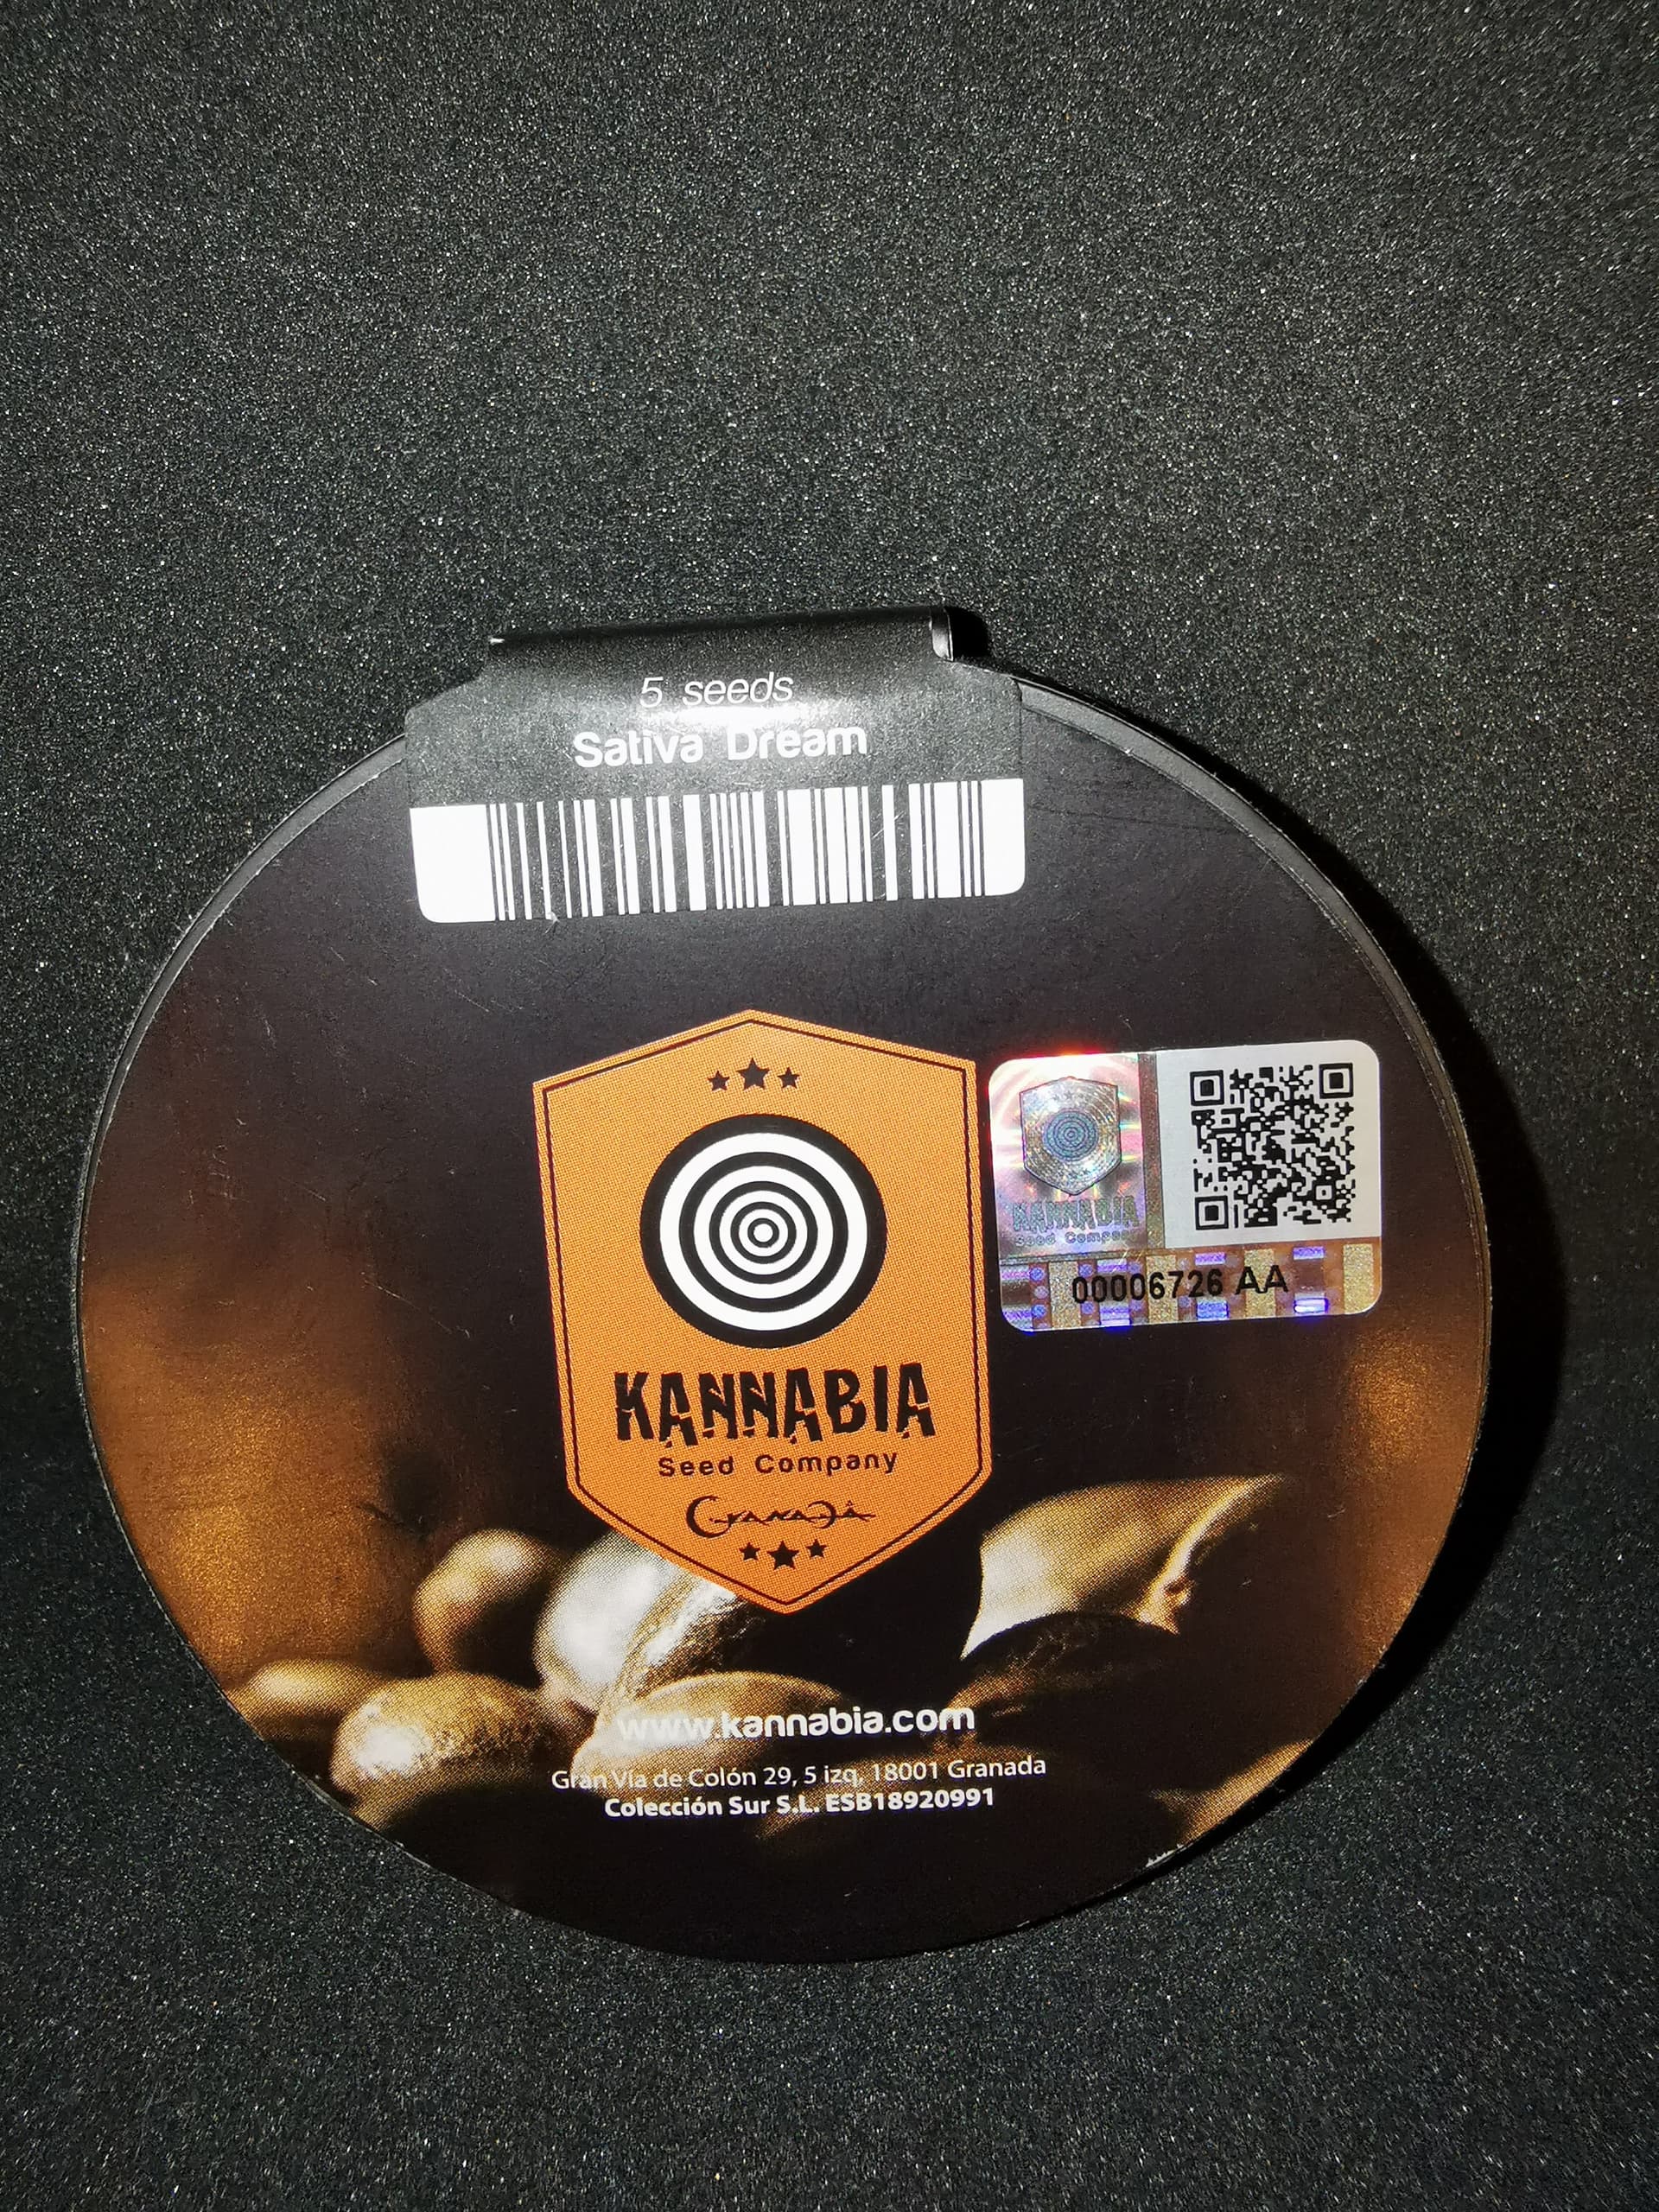 5 seeds
Sativa Dream
KANNABIA
Seed Company
GRANADA
KANNABIA
Seed Company
00006726 AA
www.kannabia.com
Gran Vía de Colón 29, 5 izq, 18001 Granada
Colección Sur S.L. ESB18920991